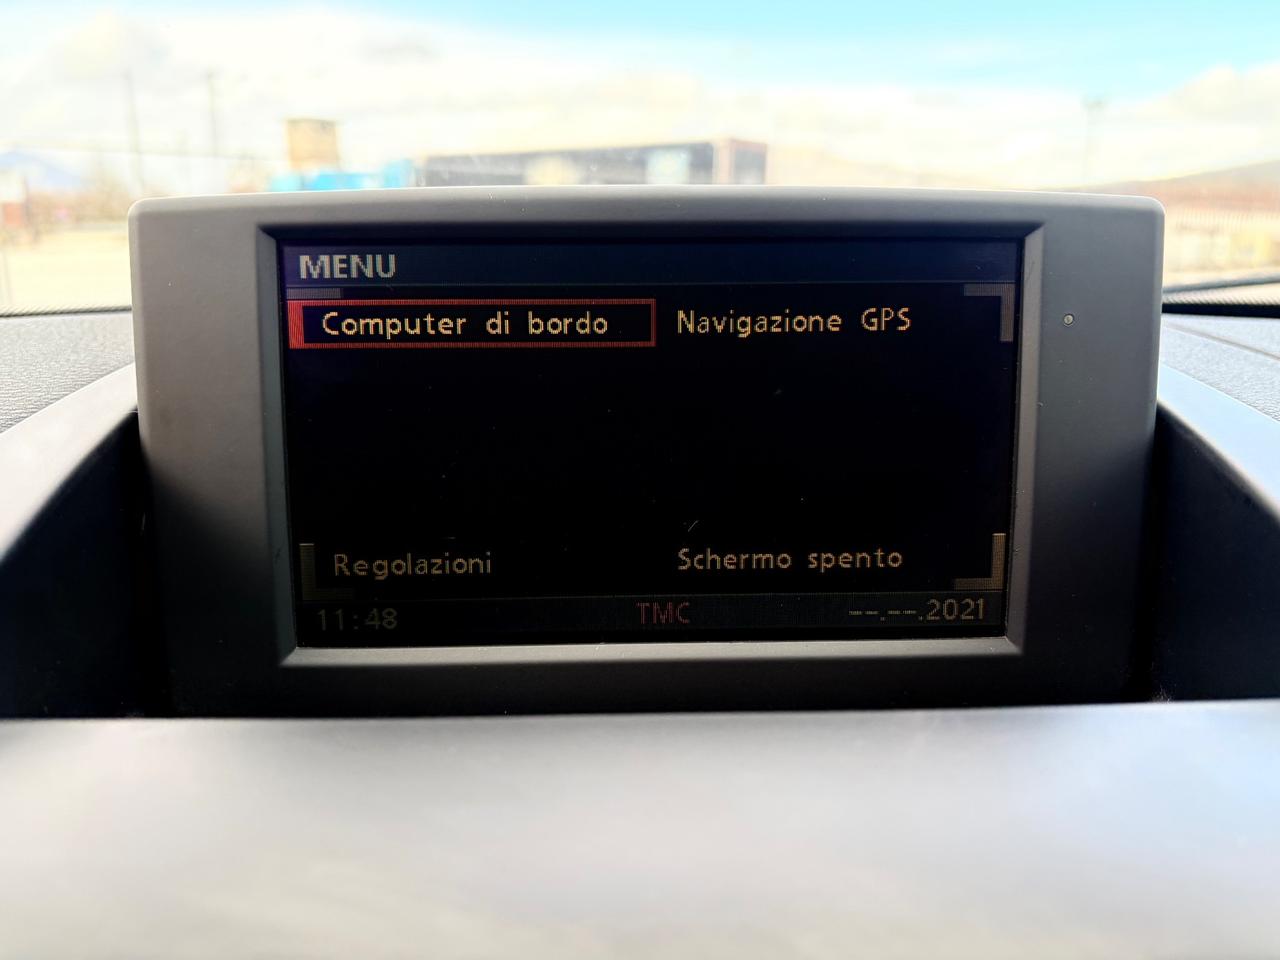 MENU
Computer di bordo Navigazione GPS
Regolazioni Schermo spento
11:48 TMC --.--.2021